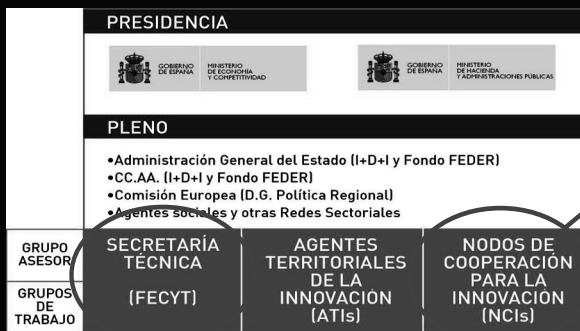 PRESIDENCIA
GOBIERNO
DE ESPAÑA
MINISTERIO
DE ECONOMÍA
Y COMPETITIVIDAD
GOBIERNO
DE ESPAÑA
MINISTERIO
DE HACIENDA
Y ADMINISTRACIONES PÚBLICAS
PLENO
•Administración General del Estado (I+D+I y Fondo FEDER)
•CC.AA. (I+D+I y Fondo FEDER)
•Comisión Europea (D.G. Política Regional)
•Agentes sociales y otras Redes Sectoriales
GRUPO
ASESOR
GRUPOS
DE
TRABAJO
SECRETARÍA
TÉCNICA
(FECYT)
AGENTES
TERRITORIALES
DE LA
INNOVACIÓN
(ATIs)
NODOS DE
COOPERACIÓN
PARA LA
INNOVACIÓN
(NCIs)